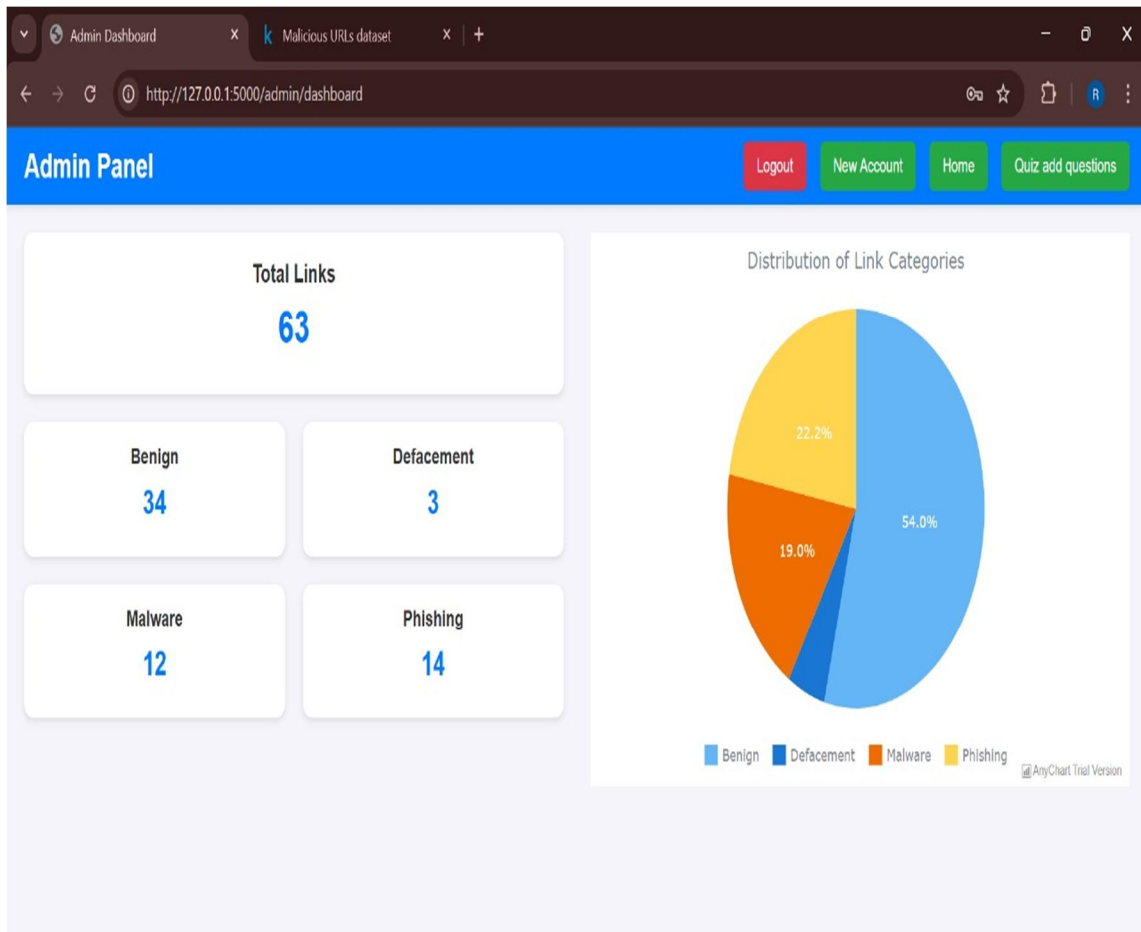 Admin Dashboard
k Malicious URLs dataset
http://127.0.0.1:5000/admin/dashboard
R
Admin Panel
Logout
New Account
Home
Quiz add questions
Total Links
63
Benign
34
Defacement
3
Malware
12
Phishing
14
Distribution of Link Categories
22.2%
54.0%
19.0%
Benign Defacement Malware Phishing
AnyChart Trial Version